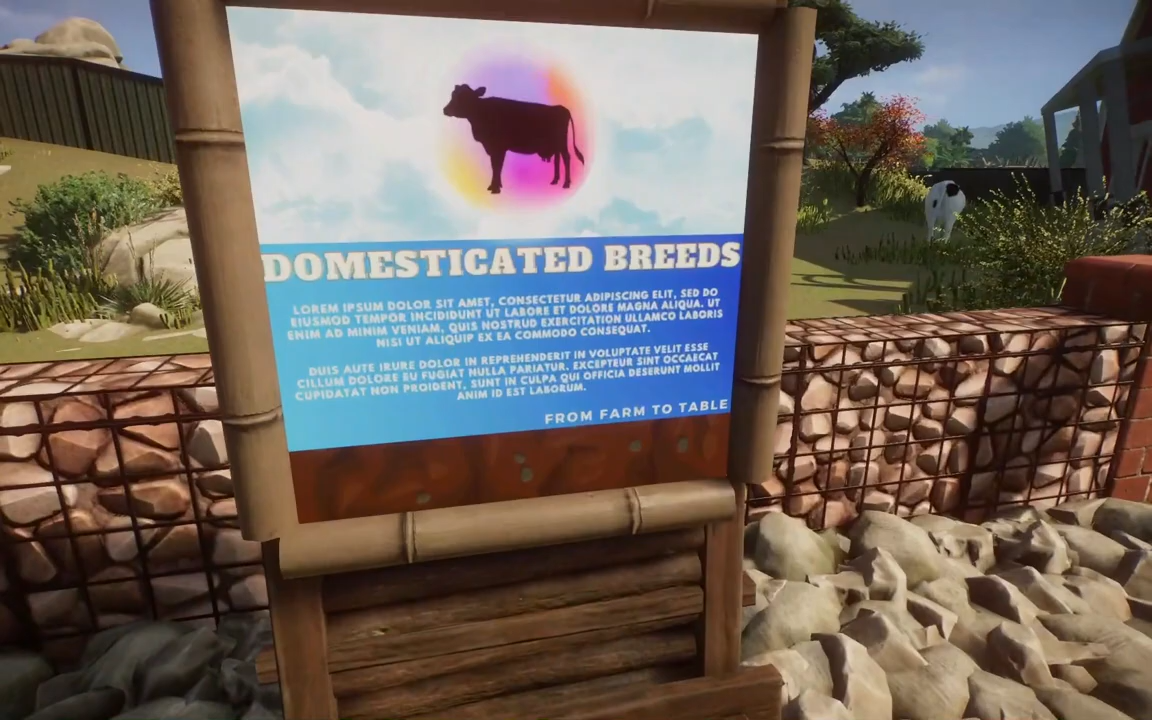 DOMESTICATED BREEDS
LOREM IPSUM DOLOR SIT AMET, CONSECTETUR ADIPISCING ELIT, SED DO
EIUSMOD TEMPOR INCIDIDUNT UT LABORE ET DOLORE MAGNA ALIQUA. UT
ENIM AD MINIM VENIAM, QUIS NOSTRUD EXERCITATION ULLAMCO LABORIS
NISI UT ALIQUIP EX EA COMMODO CONSEQUAT.
DUIS AUTE IRURE DOLOR IN REPREHENDERIT IN VOLUPTATE VELIT ESSE
CILLUM DOLORE EU FUGIAT NULLA PARIATUR. EXCEPTEUR SINT OCCAECAT
CUPIDATAT NON PROIDENT, SUNT IN CULPA QUI OFFICIA DESERUNT MOLLIT
ANIM ID EST LABORUM.
FROM FARM TO TABLE